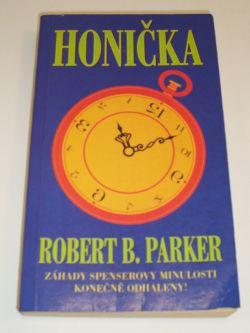 HONIČKA
ROBERT B. PARKER
ZÁHADY SPENSEROVY MINULOSTI
KONEČNĚ ODHALENY!